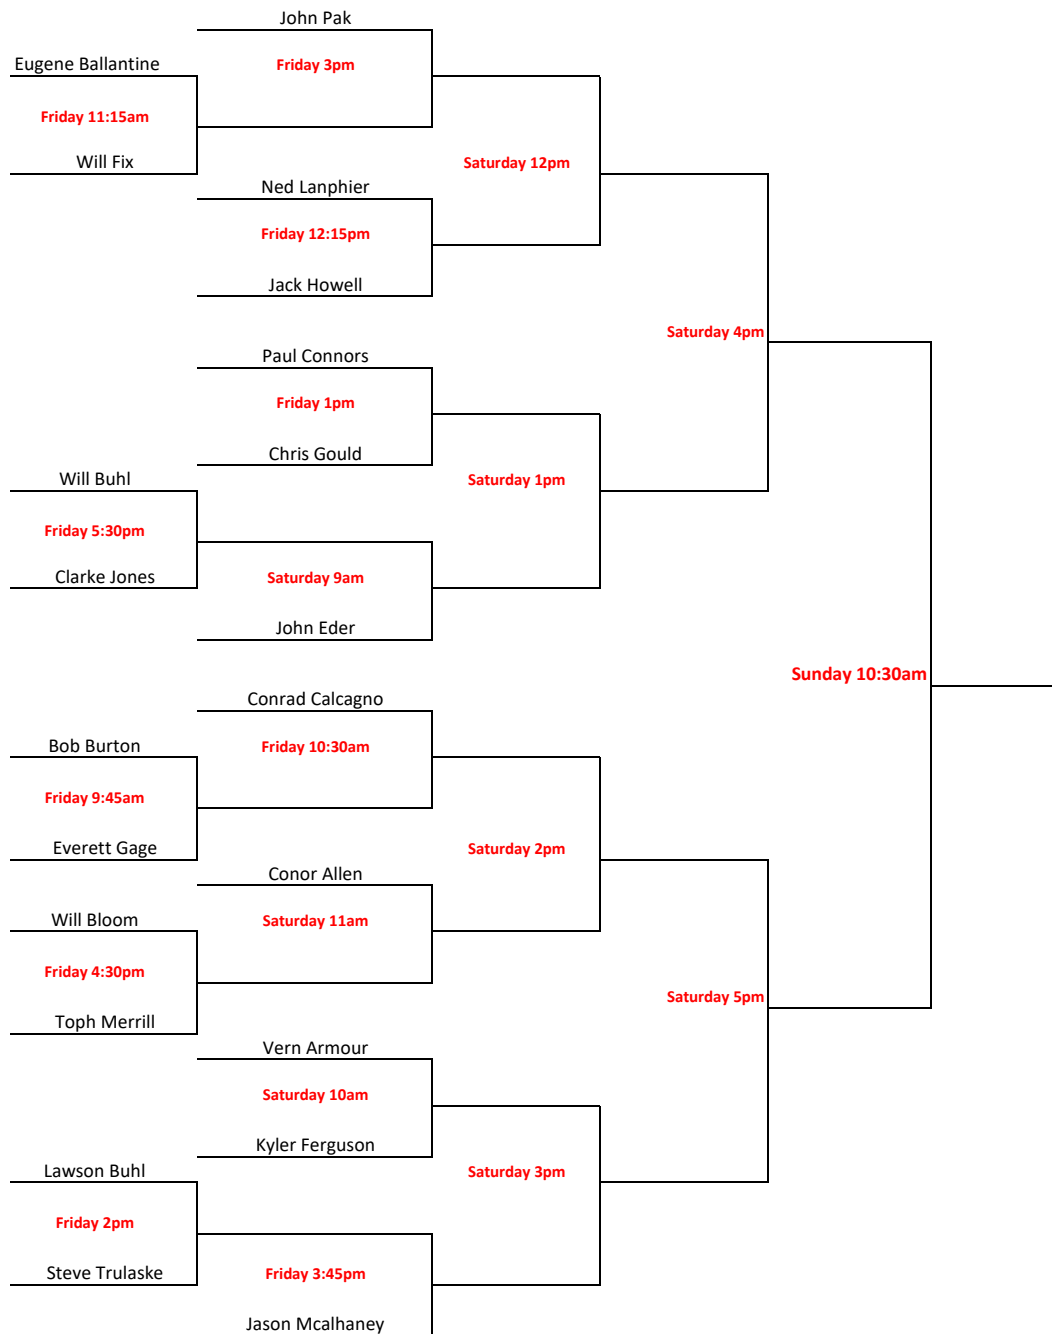 John Pak
Eugene Ballantine
Friday 3pm
Friday 11:15am
Will Fix
Saturday 12pm
Ned Lanphier
Friday 12:15pm
Jack Howell
Saturday 4pm
Paul Connors
Friday 1pm
Chris Gould
Will Buhl
Saturday 1pm
Friday 5:30pm
Clarke Jones
Saturday 9am
John Eder
Sunday 10:30am
Conrad Calcagno
Bob Burton
Friday 10:30am
Friday 9:45am
Everett Gage
Saturday 2pm
Conor Allen
Will Bloom
Saturday 11am
Friday 4:30pm
Saturday 5pm
Toph Merrill
Vern Armour
Saturday 10am
Kyler Ferguson
Lawson Buhl
Saturday 3pm
Friday 2pm
Steve Trulaske
Friday 3:45pm
Jason Mcalhaney